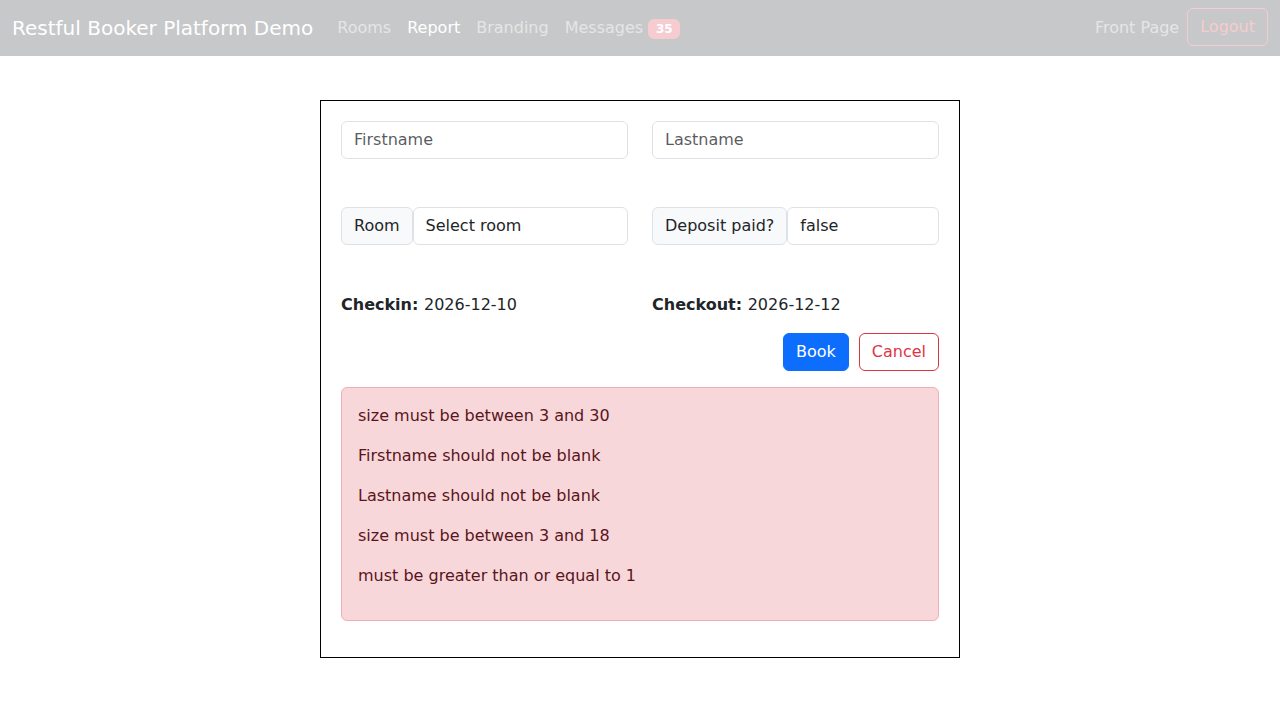 Restful Booker Platform Demo Rooms Report Branding Messages 35 Front Page Logout
Firstname Lastname
Room Select room Deposit paid? false
Checkin: 2026-12-10 Checkout: 2026-12-12
Book Cancel
size must be between 3 and 30
Firstname should not be blank
Lastname should not be blank
size must be between 3 and 18
must be greater than or equal to 1